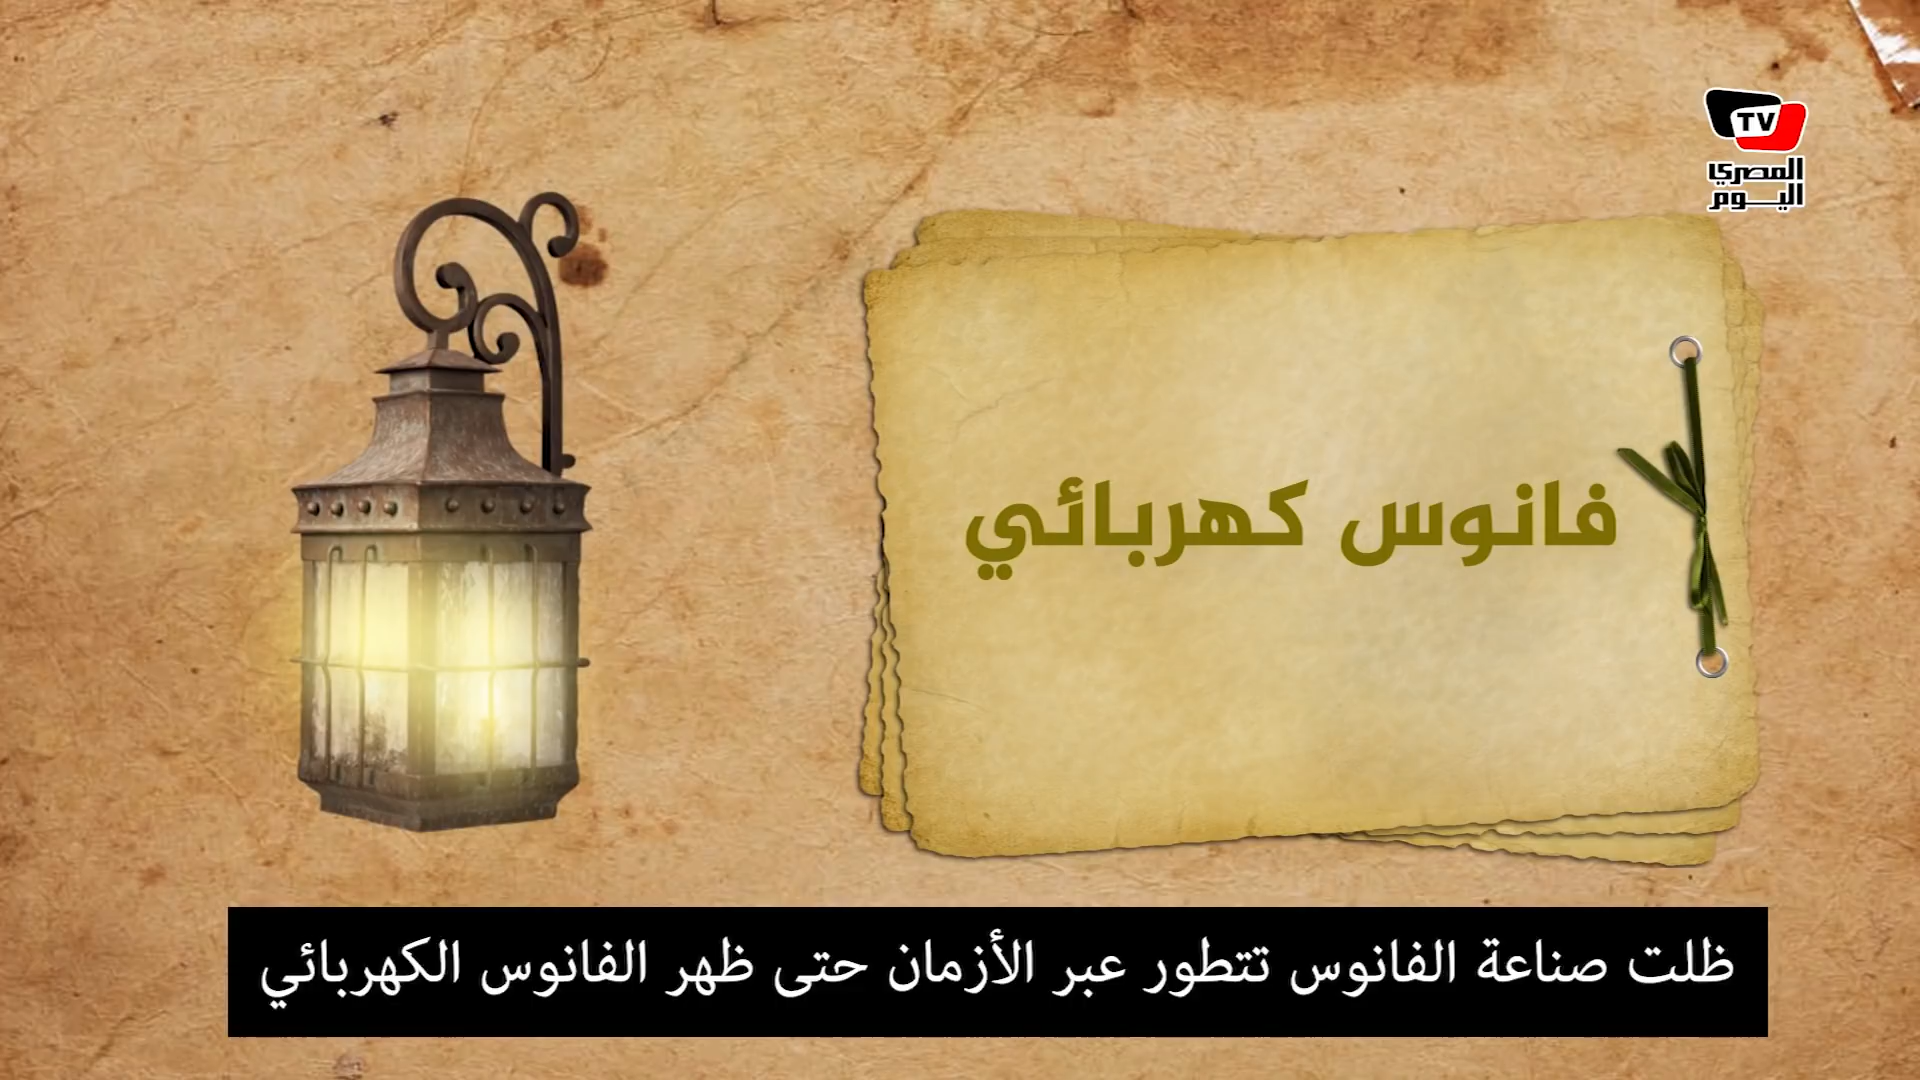 TV
المصري
اليوم
فانوس كهربائي
ظلت صناعة الفانوس تتطور عبر الأزمان حتى ظهر الفانوس الكهربائي